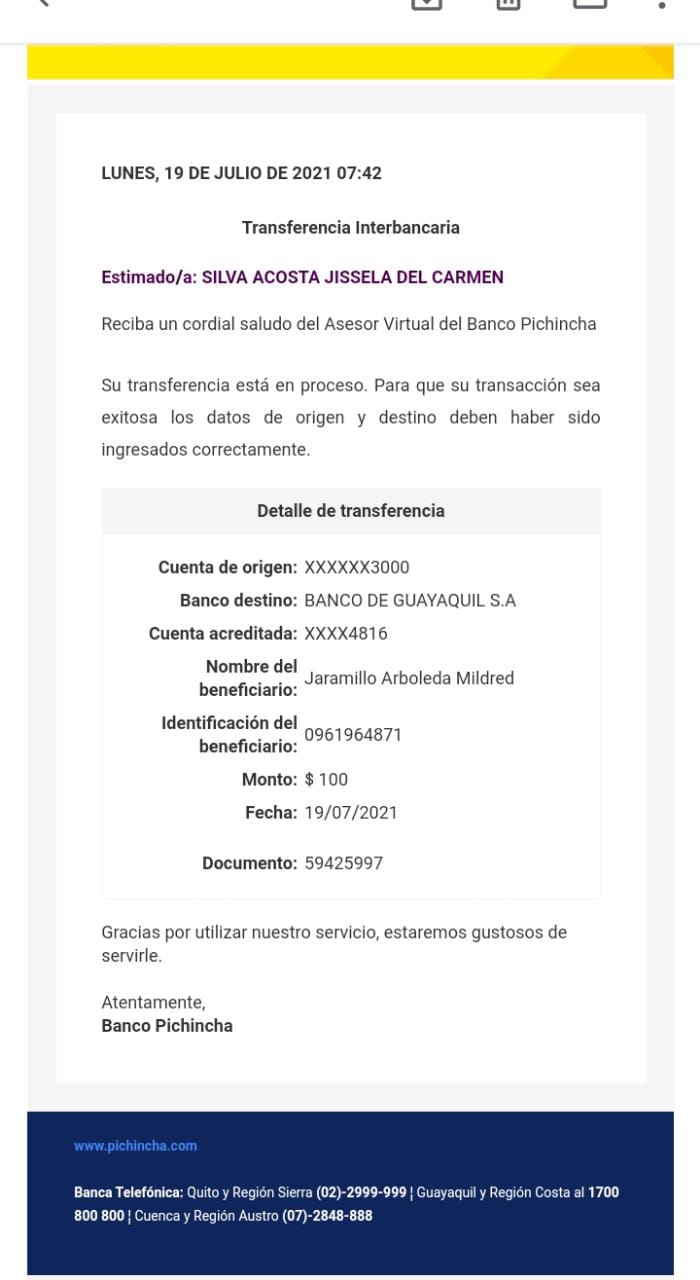 LUNES, 19 DE JULIO DE 2021 07:42
Transferencia Interbancaria
Estimado/a: SILVA ACOSTA JISSELA DEL CARMEN
Reciba un cordial saludo del Asesor Virtual del Banco Pichincha
Su transferencia está en proceso. Para que su transacción sea
exitosa los datos de origen y destino deben haber sido
ingresados correctamente.
Detalle de transferencia
Cuenta de origen: XXXXXX3000
Banco destino: BANCO DE GUAYAQUIL S.A
Cuenta acreditada: XXXX4816
Nombre del
beneficiario: Jaramillo Arboleda Mildred
Identificación del
beneficiario: 0961964871
Monto: $ 100
Fecha: 19/07/2021
Documento: 59425997
Gracias por utilizar nuestro servicio, estaremos gustosos de
servirle.
Atentamente,
Banco Pichincha
www.pichincha.com
Banca Telefónica: Quito y Región Sierra (02)-2999-999 ¦ Guayaquil y Región Costa al 1700
800 800 ¦ Cuenca y Región Austro (07)-2848-888